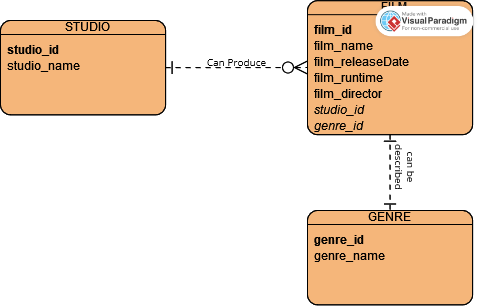 STUDIO
studio_id
studio_name
Can Produce
FILM
Made with
Visual Paradigm
For non-commercial use
film_id
film_name
film_releaseDate
film_runtime
film_director
studio_id
genre_id
can be
described
GENRE
genre_id
genre_name